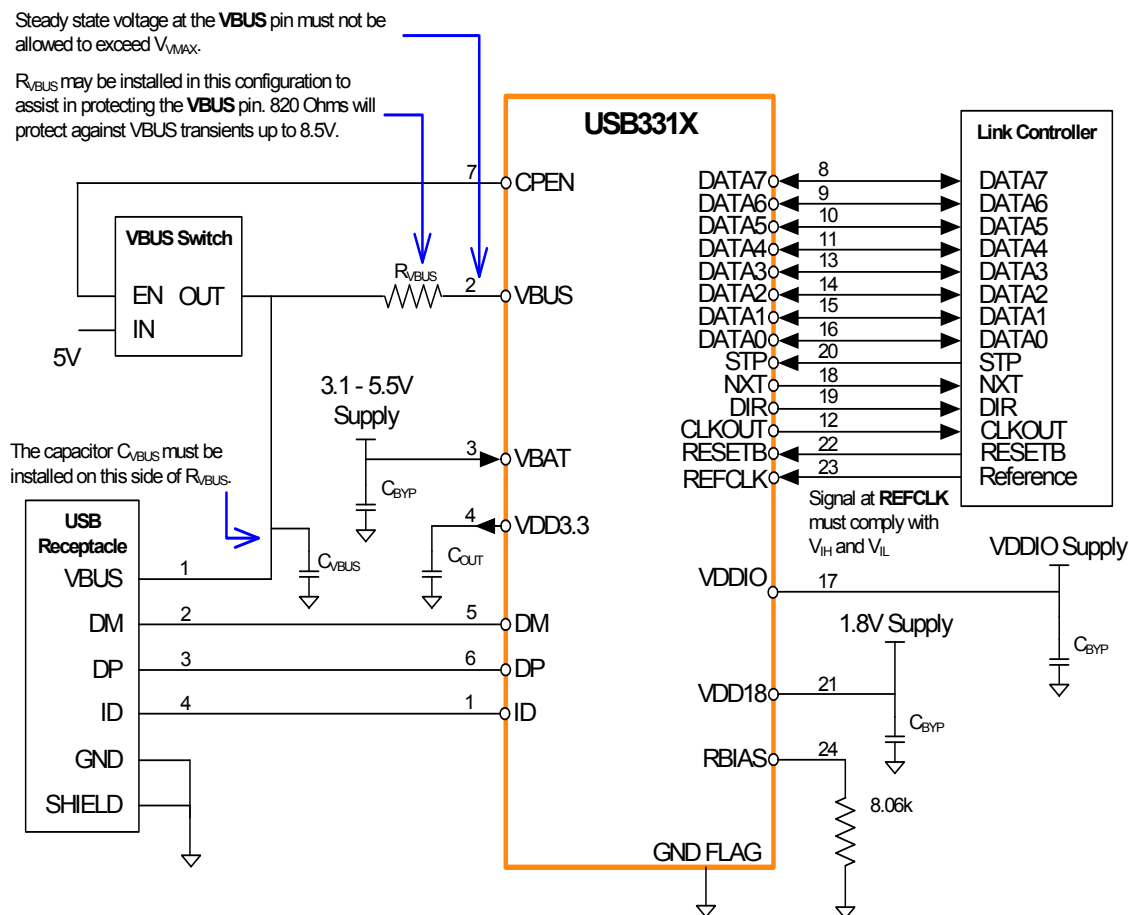 Steady state voltage at the VBUS pin must not be
allowed to exceed VVMAX.
RVBUS may be installed in this configuration to
assist in protecting the VBUS pin. 820 Ohms will
protect against VBUS transients up to 8.5V.
USB331X
Link Controller
7
CPEN
DATA7
8
DATA7
DATA6
9
DATA6
DATA5
10
DATA5
DATA4
11
DATA4
DATA3
13
DATA3
DATA2
14
DATA2
DATA1
15
DATA1
DATA0
16
DATA0
STP
20
STP
NXT
18
NXT
DIR
19
DIR
CLKOUT
12
CLKOUT
RESETB
22
RESETB
REFCLK
23
Reference
VBUS Switch
EN OUT
IN
5V
RVBUS
2
VBUS
3.1 - 5.5V
Supply
3
VBAT
CBYP
4
VDD3.3
COUT
The capacitor CVBUS must be
installed on this side of RVBUS.
CVBUS
Signal at REFCLK
must comply with
VIH and VIL
VDDIO Supply
VDDIO
17
CBYP
1.8V Supply
VDD18
21
CBYP
RBIAS
24
8.06k
USB
Receptacle
VBUS
1
DM
2
5
DM
DP
3
6
DP
ID
4
1
ID
GND
SHIELD
GND FLAG